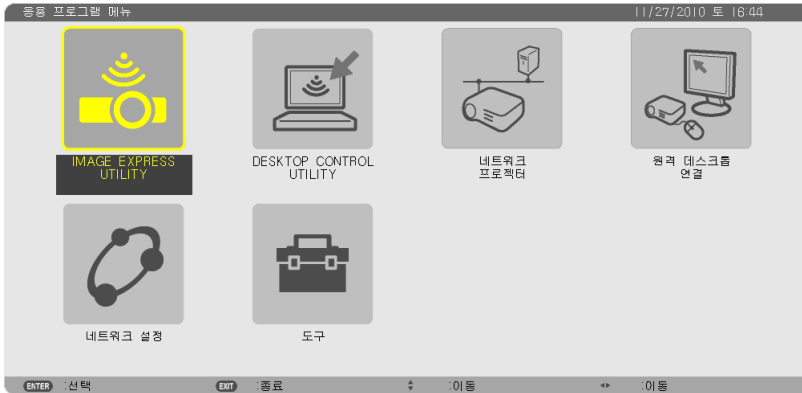 응용 프로그램 메뉴 11/27/2010 토 16:44
IMAGE EXPRESS
UTILITY
DESKTOP CONTROL
UTILITY
네트워크
프로젝터
원격 데스크톱
연결
네트워크 설정
도구
ENTER :선택 EXIT :종료 :이동 :이동